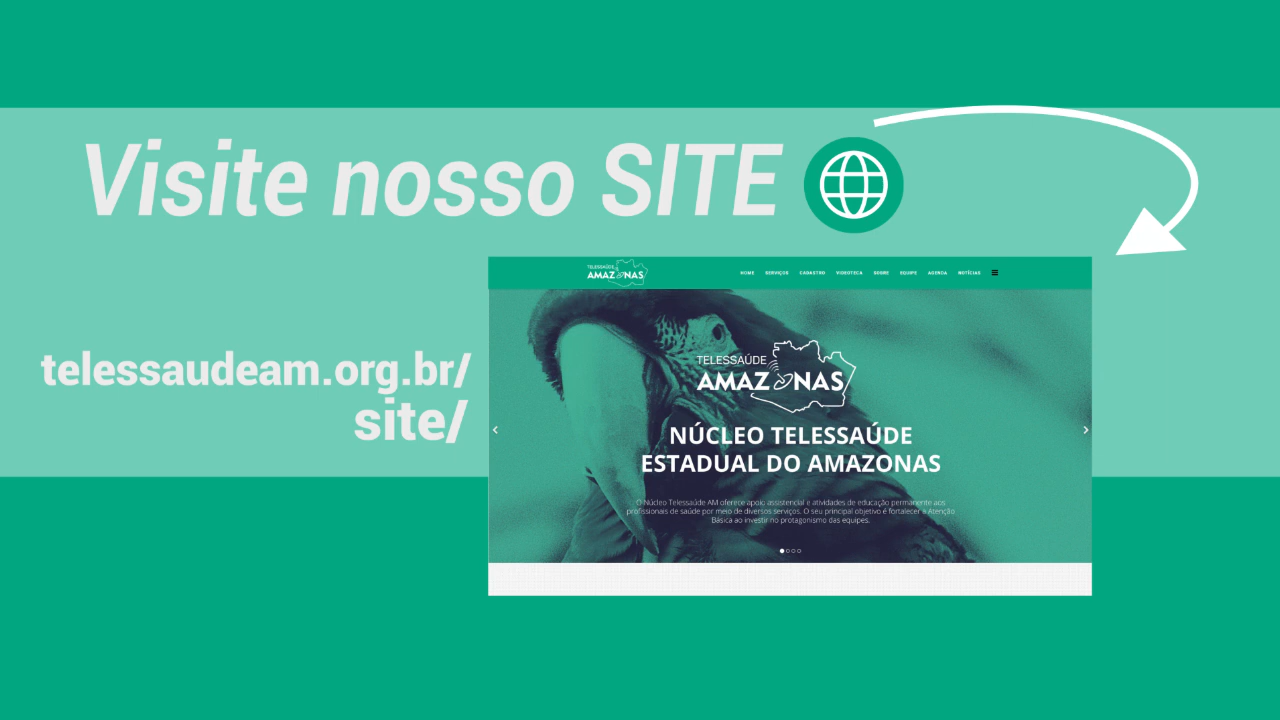 Visite nosso SITE
telessaudeam.org.br/
site/
TELESSAÚDE
AMAZONAS
HOME SERVIÇOS CADASTRO VIDEOTECA SOBRE EQUIPE AGENDA NOTÍCIAS
TELESSAÚDE
AMAZONAS
NÚCLEO TELESSAÚDE
ESTADUAL DO AMAZONAS
O Núcleo Telessaúde AM oferece apoio assistencial e atividades de educação permanente aos
profissionais de saúde por meio de diversos serviços. O seu principal objetivo é fortalecer a Atenção
Básica ao investir no protagonismo das equipes.